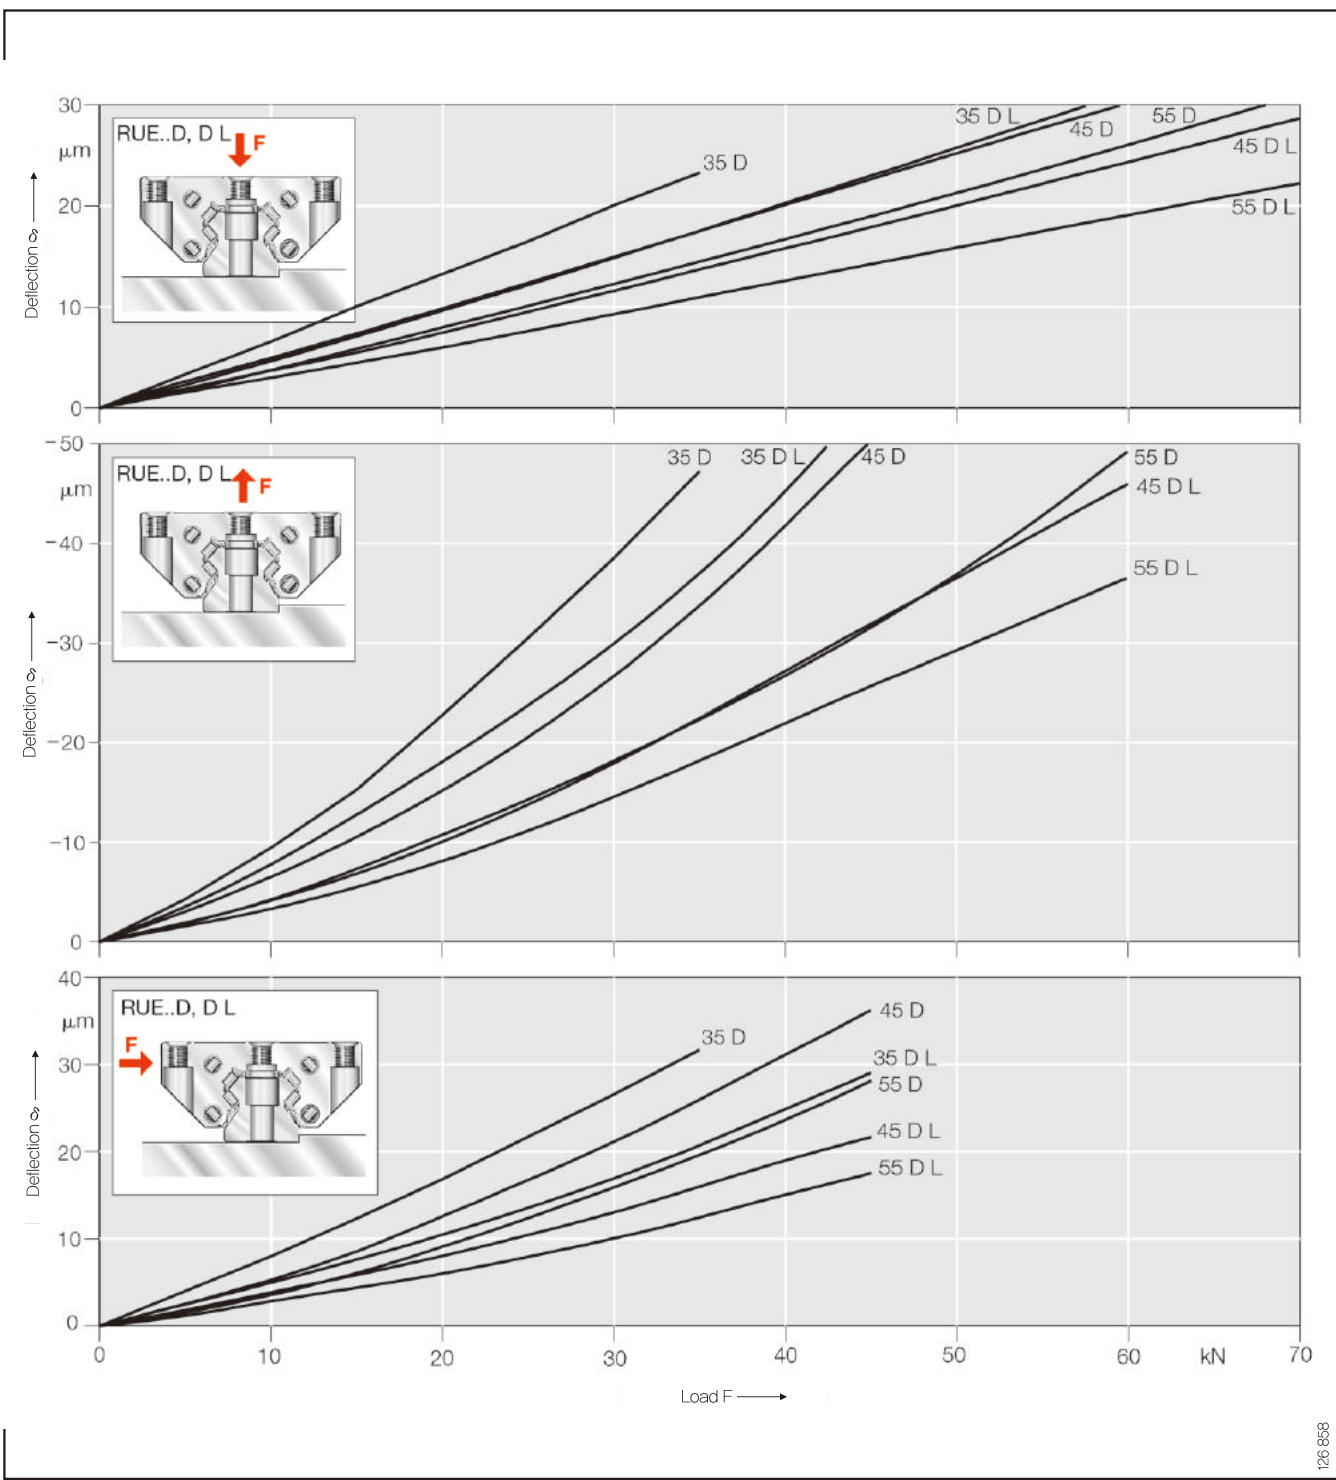 30
μm
20
10
0
Deflection δ
RUE..D, D L
F
35 D
35 D L
45 D
55 D
45 D L
55 D L
−50
μm
−40
−30
−20
−10
0
Deflection δ
RUE..D, D L
F
35 D
35 D L
45 D
55 D
45 D L
55 D L
40
μm
30
20
10
0
Deflection δ
RUE..D, D L
F
35 D
45 D
35 D L
55 D
45 D L
55 D L
0 10 20 30 40 50 60 kN 70
Load F
126 858